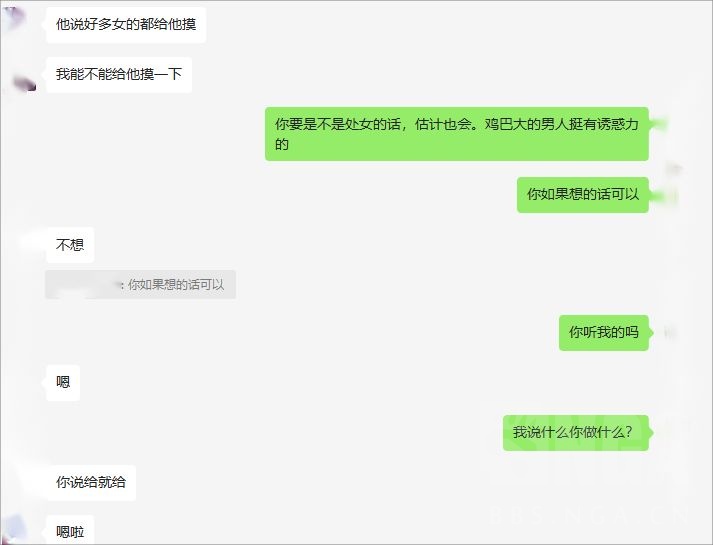 他说好多女的都给他摸
我能不能给他摸一下
你要是不是处女的话，估计也会。鸡巴大的男人挺有诱惑力
的
你如果想的话可以
不想
: 你如果想的话可以
你听我的吗
嗯
我说什么你做什么?
你说给就给
嗯啦